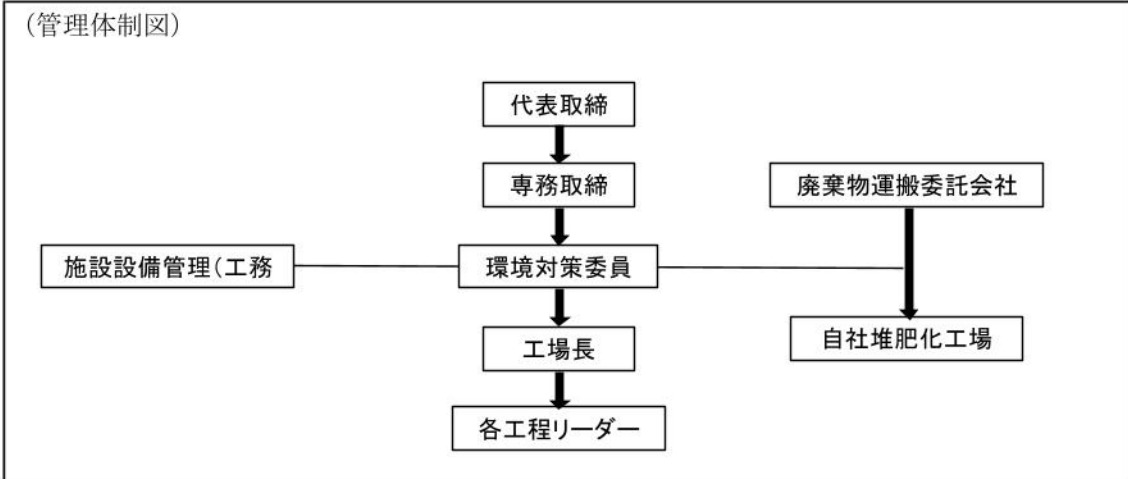 （管理体制図）
代表取締
専務取締
廃棄物運搬委託会社
施設設備管理（工務
環境対策委員
工場長
自社堆肥化工場
各工程リーダー